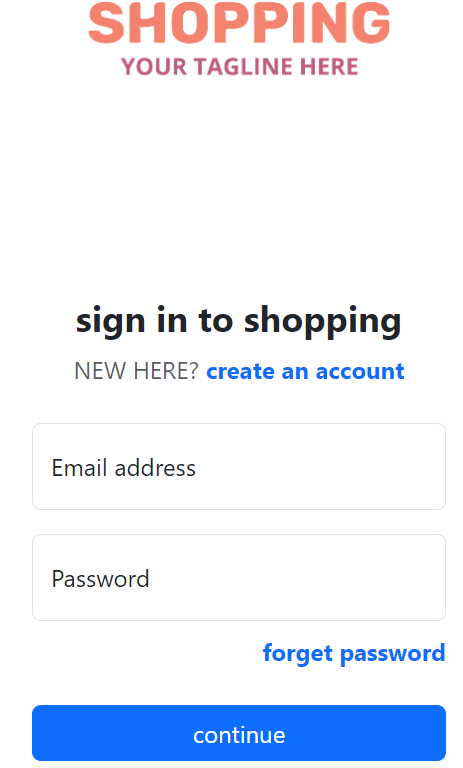 SHOPPING
YOUR TAGLINE HERE
sign in to shopping
NEW HERE? create an account
Email address
Password
forget password
continue